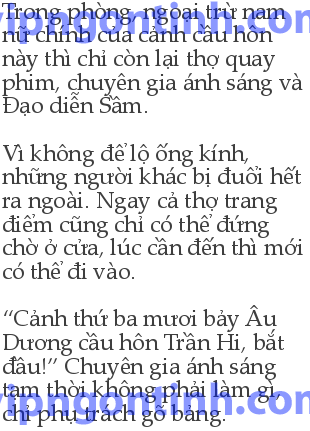 Trong phòng, ngoại trừ nam
nữ chính của cảnh cầu hôn
này thì chỉ còn lại thợ quay
phim, chuyên gia ánh sáng và
Đạo diễn Sầm.
Vì không để lộ ống kính,
những người khác bị đuổi hết
ra ngoài. Ngay cả thợ trang
điểm cũng chỉ có thể đứng
chờ ở cửa, lúc cần đến thì mới
có thể đi vào.
“Cảnh thứ ba mươi bảy Âu
Dương cầu hôn Trần Hi, bắt
đầu!” Chuyên gia ánh sáng
tạm thời không phải làm gì,
chỉ phụ trách gõ bảng.
vipngontinh.com